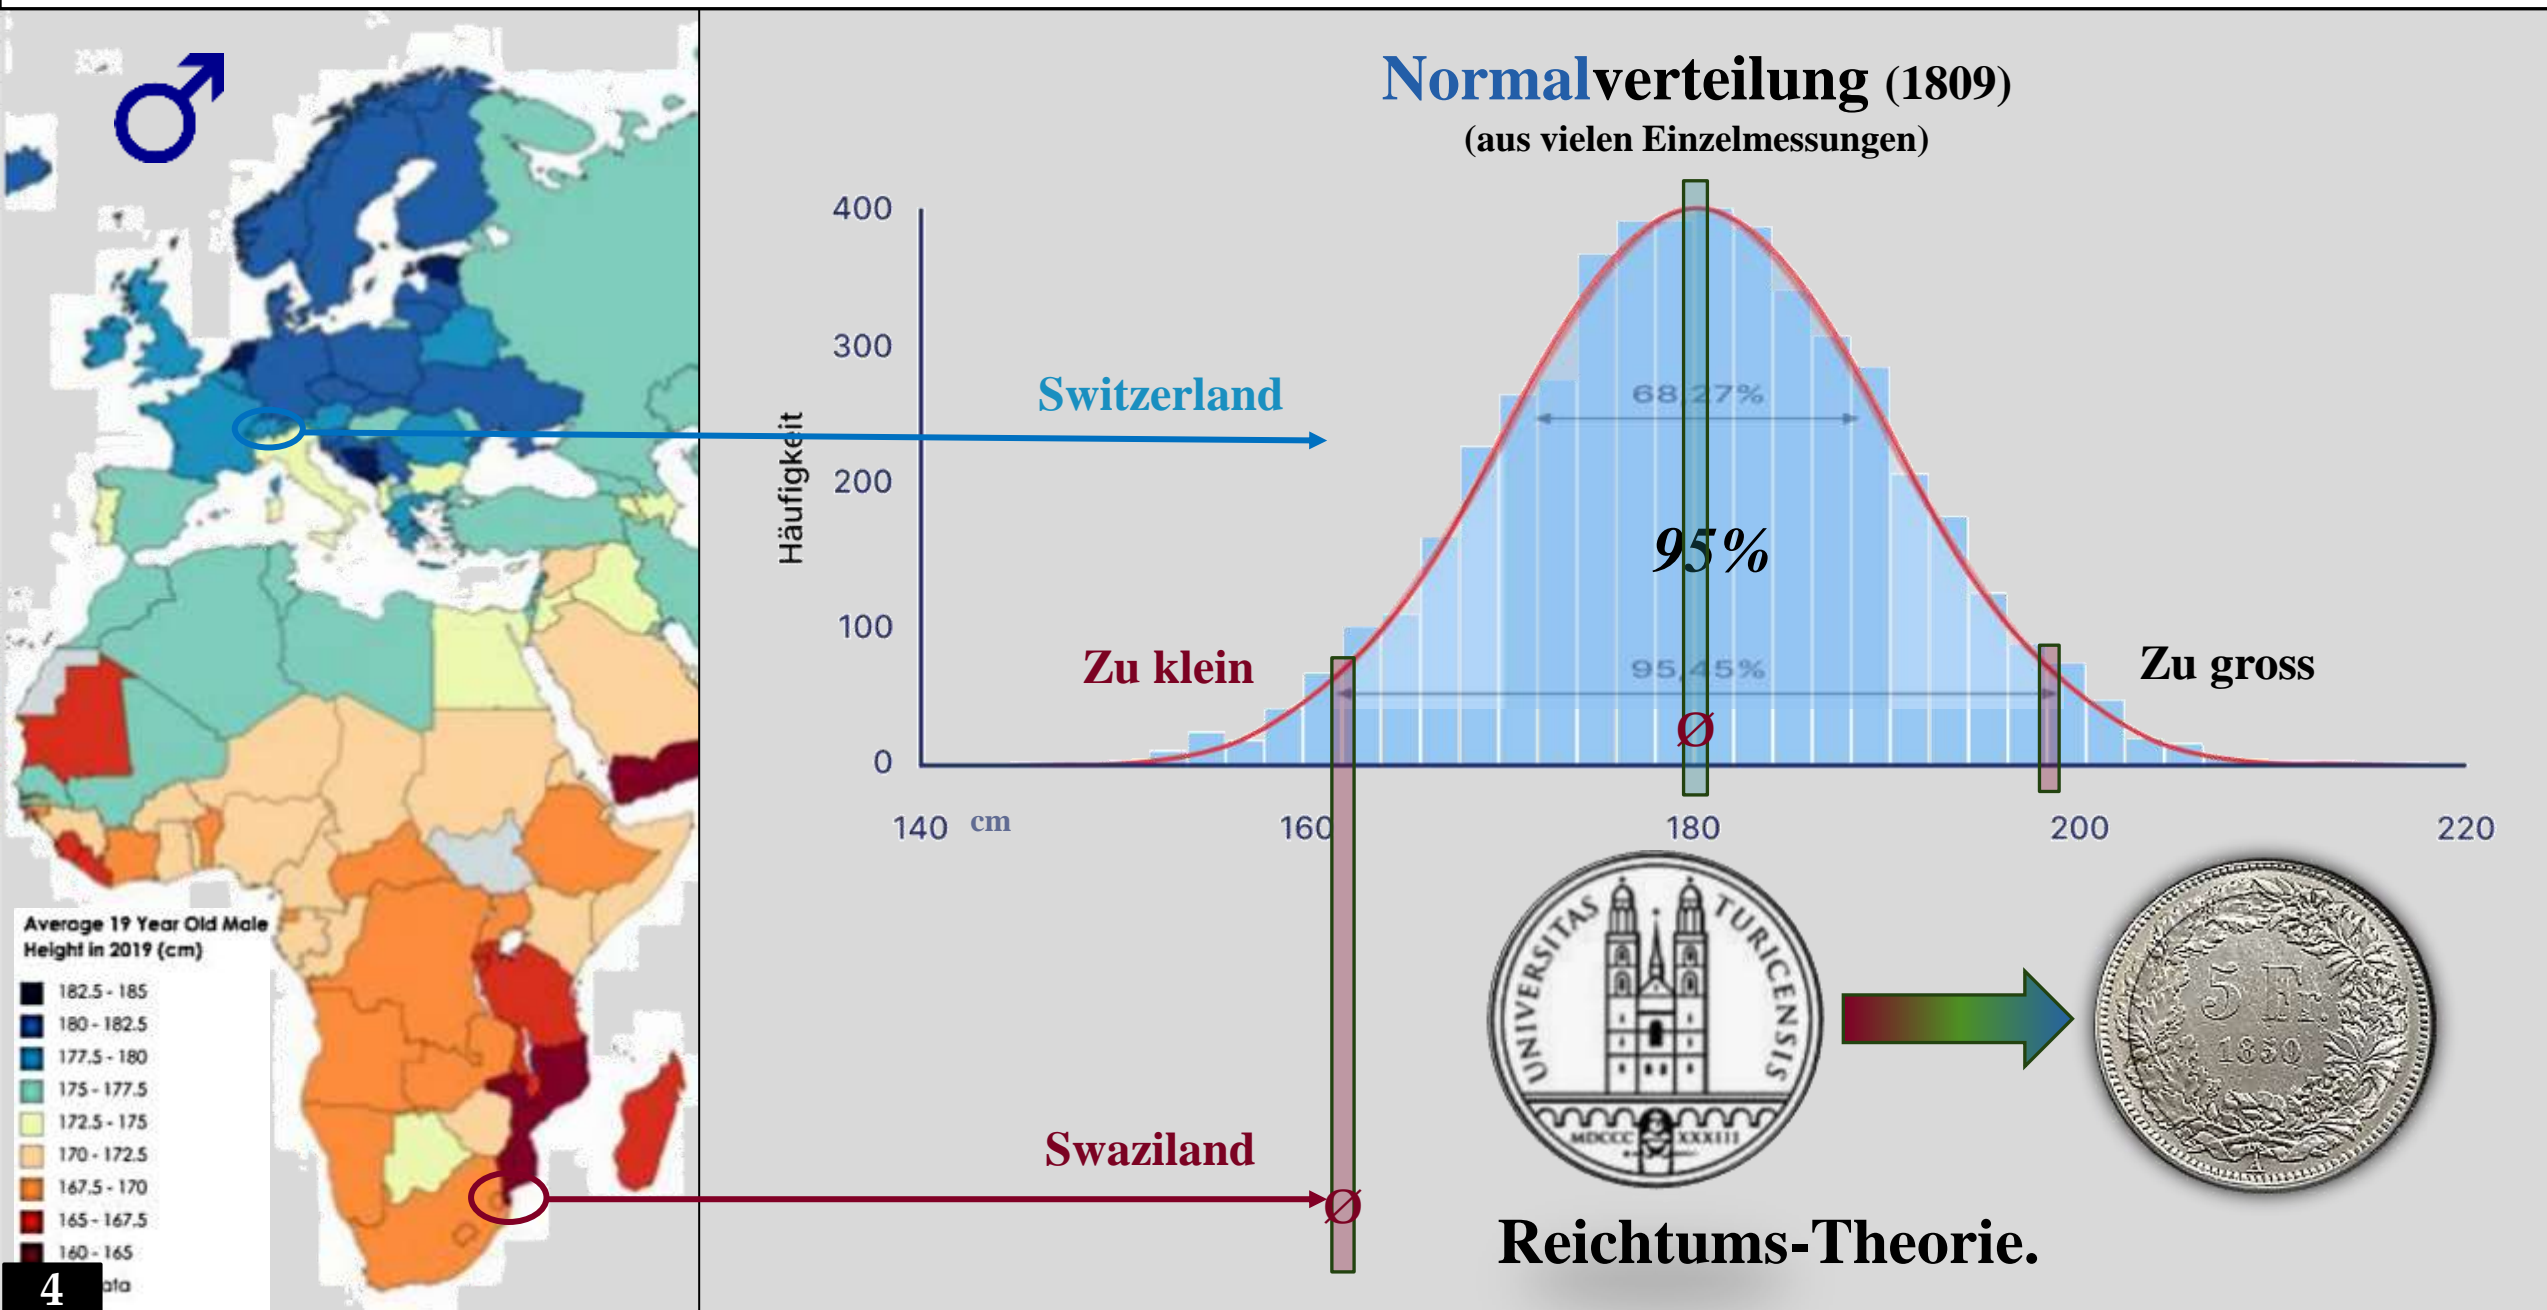 Normalverteilung (1809)
(aus vielen Einzelmessungen)
400
300
200
100
0
Häufigkeit
Switzerland
68,27%
95%
95,45%
Zu klein
Zu gross
Ø
140 cm 160 180 200 220
UNIVERSITAS TURICENSIS
MDCCC XXXIII
5 Fr.
1850
A
Swaziland
Ø
Reichtums-Theorie.
Average 19 Year Old Male
Height in 2019 (cm)
182.5 - 185
180 - 182.5
177.5 - 180
175 - 177.5
172.5 - 175
170 - 172.5
167.5 - 170
165 - 167.5
160 - 165
ata
4